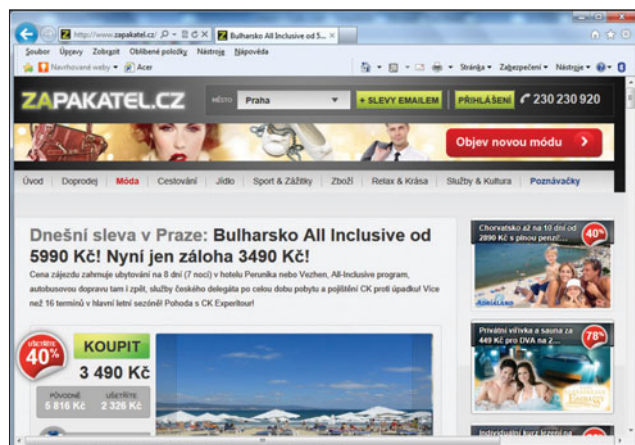 http://www.zapakatel.cz/
Bulharsko All Inclusive od 5...
Soubor Úpravy Zobrazit Oblíbené položky Nástroje Nápověda
Navrhované weby Acer
Stránka Zabezpečení Nástroje
ZAPAKATEL.CZ
MĚSTO Praha + SLEVY EMAILEM PŘIHLÁŠENÍ 230 230 920
Objev novou módu
Úvod Doprodej Móda Cestování Jídlo Sport & Zážitky Zboží Relax & Krása Služby & Kultura Poznávačky
Dnešní sleva v Praze: Bulharsko All Inclusive od
5990 Kč! Nyní jen záloha 3490 Kč!
Cena zájezdu zahrnuje ubytování na 8 dní (7 nocí) v hotelu Perunika nebo Vezhen, All-Inclusive program,
autobusovou dopravu tam i zpět, služby českého delegáta po celou dobu pobytu a pojištění CK proti úpadku! Více
než 16 termínů v hlavní letní sezóně! Pohoda s CK Experitour!
UŠETŘÍTE
40%
KOUPIT
3 490 Kč
PŮVODNĚ UŠETŘÍTE
5 816 Kč 2 326 Kč
Chorvatsko až na 10 dní od
2890 Kč s plnou penzí!...
40%
ADRIALAND
Privátní vířivka a sauna za
449 Kč pro DVA na 2...
78%
Individuální kurz lezení na